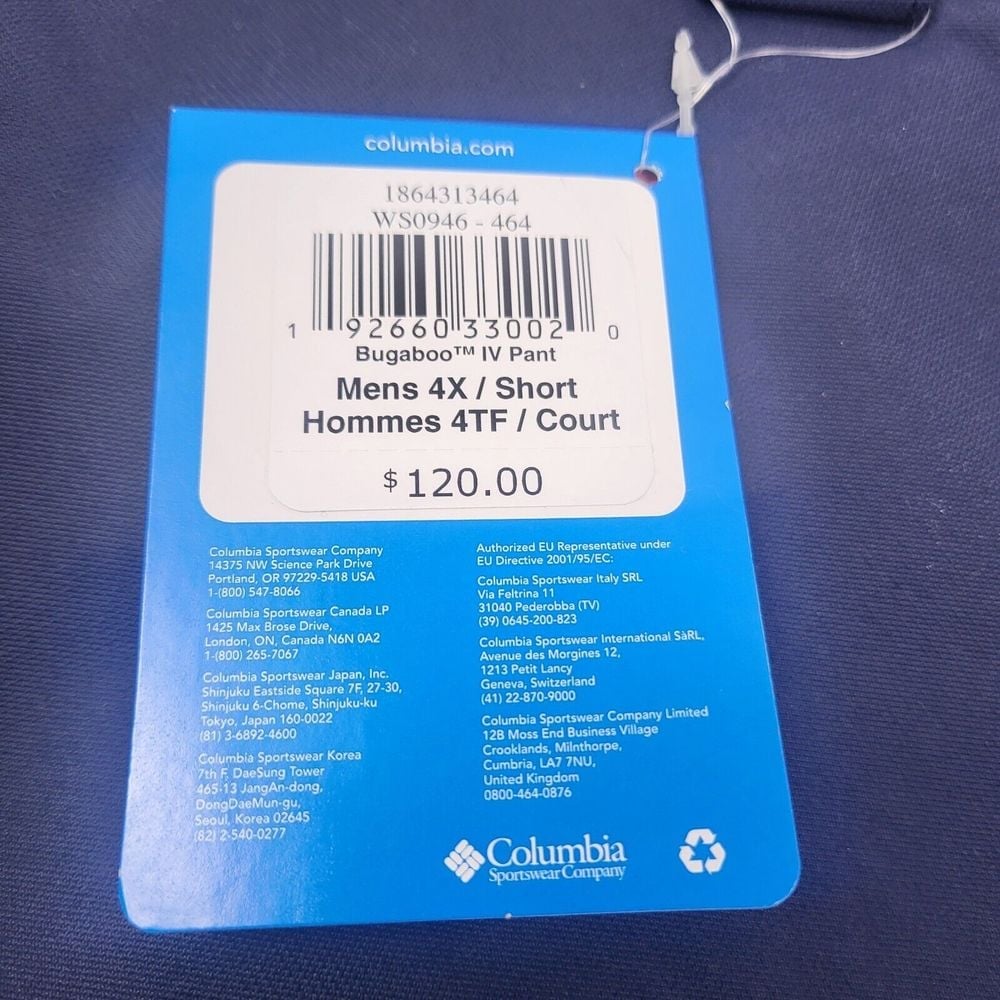 columbia.com
1864313464
WS0946 - 464
1 92660 33002 0
Bugaboo™ IV Pant
Mens 4X / Short
Hommes 4TF / Court
$120.00
Columbia Sportswear Company
14375 NW Science Park Drive
Portland, OR 97229-5418 USA
1-(800) 547-8066
Columbia Sportswear Canada LP
1425 Max Brose Drive,
London, ON, Canada N6N 0A2
1-(800) 265-7067
Columbia Sportswear Japan, Inc.
Shinjuku Eastside Square 7F, 27-30,
Shinjuku 6-Chome, Shinjuku-ku
Tokyo, Japan 160-0022
(81) 3-6892-4600
Columbia Sportswear Korea
7th F, DaeSung Tower
465-13 JangAn-dong,
DongDaeMun-gu,
Seoul, Korea 02645
(82) 2-540-0277
Authorized EU Representative under
EU Directive 2001/95/EC:
Columbia Sportswear Italy SRL
Via Feltrina 11
31040 Pederobba (TV)
(39) 0645-200-823
Columbia Sportswear International SàRL,
Avenue des Morgines 12,
1213 Petit Lancy
Geneva, Switzerland
(41) 22-870-9000
Columbia Sportswear Company Limited
12B Moss End Business Village
Crooklands, Milnthorpe,
Cumbria, LA7 7NU,
United Kingdom
0800-464-0876
Columbia
Sportswear Company